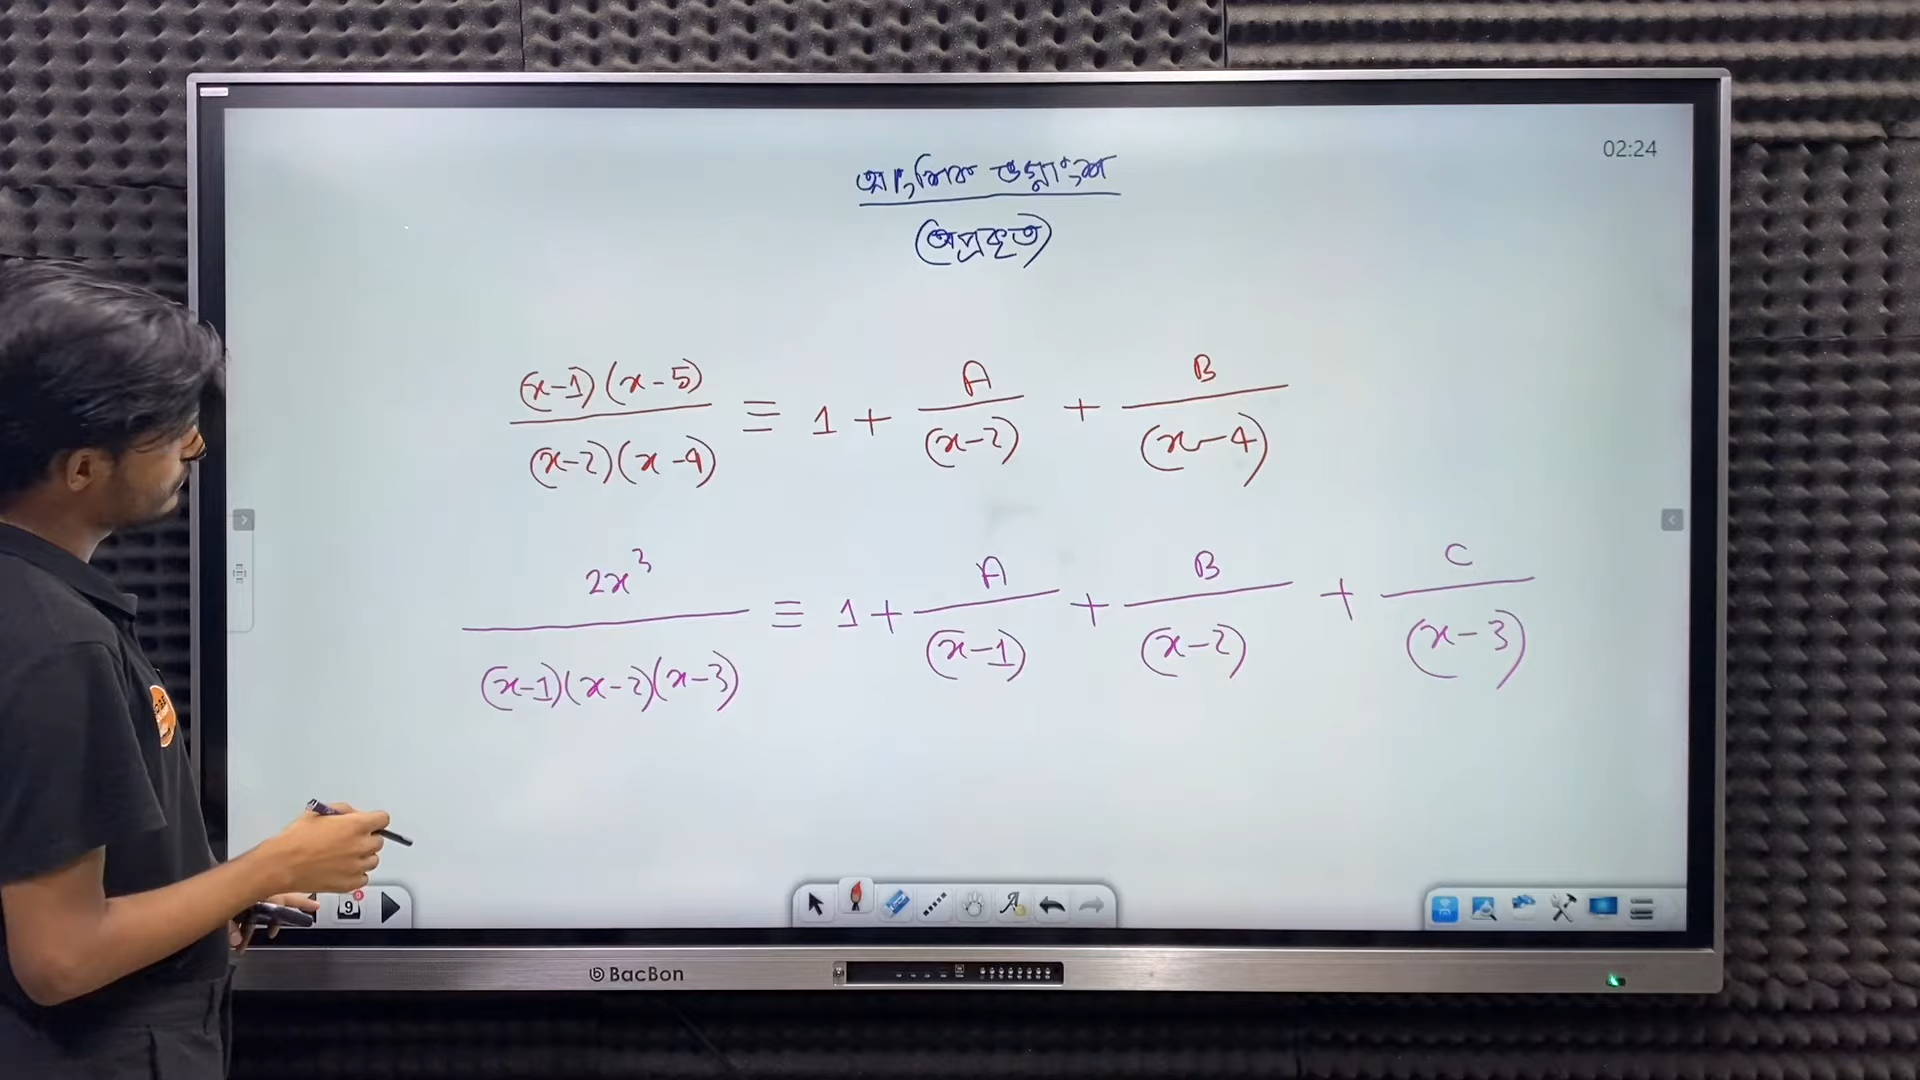 02:24
আংশিক ভগ্নাংশ
(অপ্রকৃত)
(x-1)(x-5) / (x-2)(x-4) ≡ 1 + A/(x-2) + B/(x-4)
2x³ / (x-1)(x-2)(x-3) ≡ 1 + A/(x-1) + B/(x-2) + C/(x-3)
9
BacBon